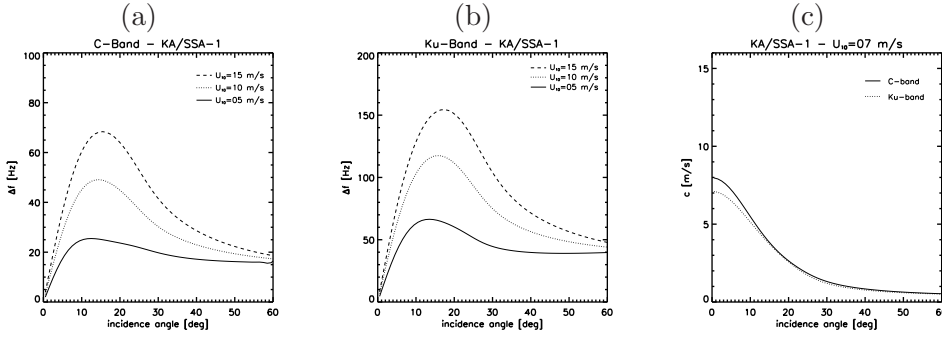 (a)
C-Band - KA/SSA-1
U₁₀=15 m/s
U₁₀=10 m/s
U₁₀=05 m/s
Δf [Hz]
100
80
60
40
20
0
0 10 20 30 40 50 60
incidence angle [deg]
(b)
Ku-Band - KA/SSA-1
U₁₀=15 m/s
U₁₀=10 m/s
U₁₀=05 m/s
Δf [Hz]
200
150
100
50
0
0 10 20 30 40 50 60
incidence angle [deg]
(c)
KA/SSA-1 - U₁₀=07 m/s
C-band
Ku-band
c [m/s]
15
10
5
0
0 10 20 30 40 50 60
incidence angle [deg]